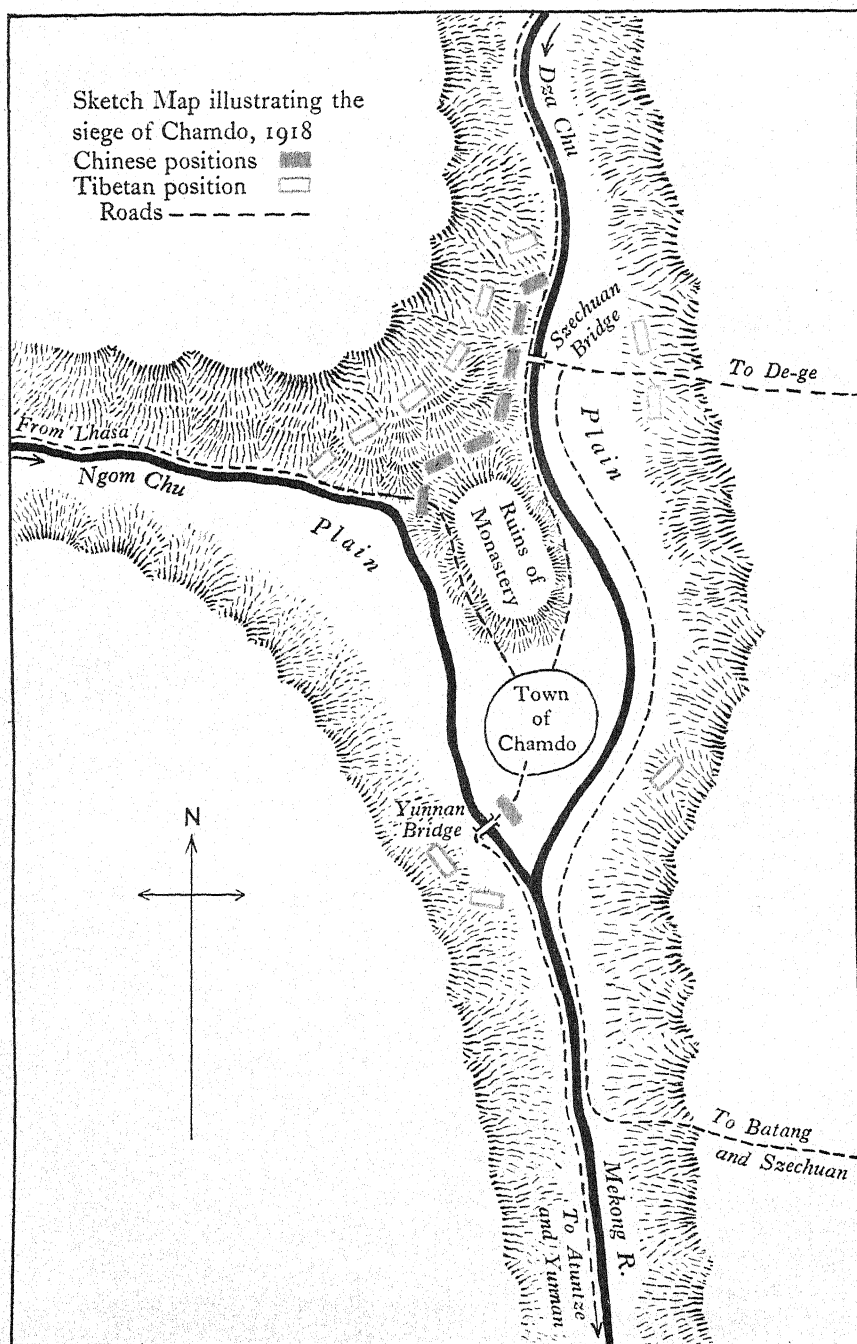 Sketch Map illustrating the
siege of Chamdo, 1918
Chinese positions
Tibetan position
Roads
Dza Chu
Szechuan
Bridge
To De-ge
Plain
From Lhasa
Ngom Chu
Plain
Ruins of
Monastery
Town
of
Chamdo
Yunnan
Bridge
N
To Batang
and Szechuan
Mekong R.
To Atuntze
and Yunnan